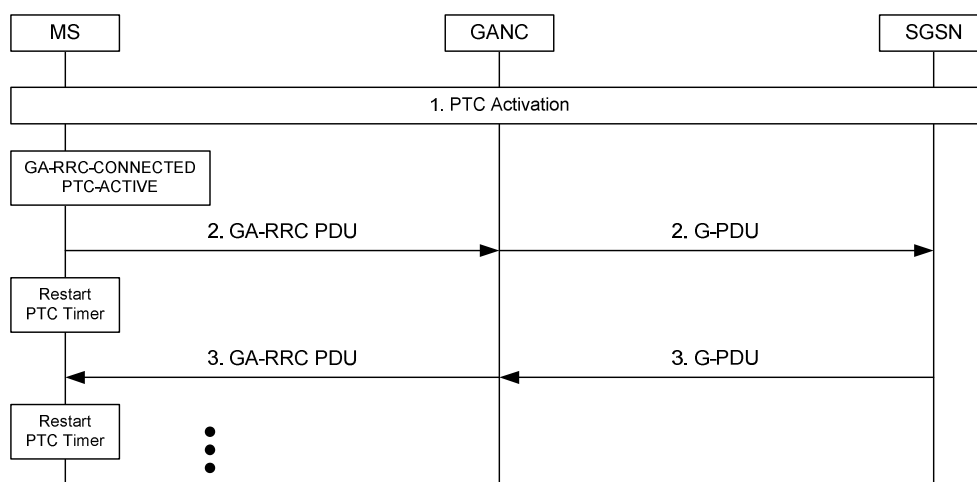 MS
GANC
SGSN
1. PTC Activation
GA-RRC-CONNECTED
PTC-ACTIVE
2. GA-RRC PDU
2. G-PDU
Restart
PTC Timer
3. GA-RRC PDU
3. G-PDU
Restart
PTC Timer